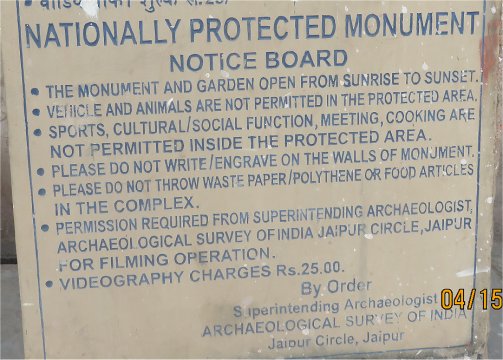 • वीडियोग्राफी शुल्क रु.25/
NATIONALLY PROTECTED MONUMENT
NOTICE BOARD
• THE MONUMENT AND GARDEN OPEN FROM SUNRISE TO SUNSET.
• VEHICLE AND ANIMALS ARE NOT PERMITTED IN THE PROTECTED AREA.
• SPORTS, CULTURAL/SOCIAL FUNCTION, MEETING, COOKING ARE
NOT PERMITTED INSIDE THE PROTECTED AREA.
• PLEASE DO NOT WRITE/ENGRAVE ON THE WALLS OF MONUMENT.
• PLEASE DO NOT THROW WASTE PAPER/POLYTHENE OR FOOD ARTICLES
IN THE COMPLEX.
• PERMISSION REQUIRED FROM SUPERINTENDING ARCHAEOLOGIST,
ARCHAEOLOGICAL SURVEY OF INDIA JAIPUR CIRCLE, JAIPUR
FOR FILMING OPERATION.
• VIDEOGRAPHY CHARGES Rs.25.00.
By Order
Superintending Archaeologist
ARCHAEOLOGICAL SURVEY OF INDIA
Jaipur Circle, Jaipur
04/15